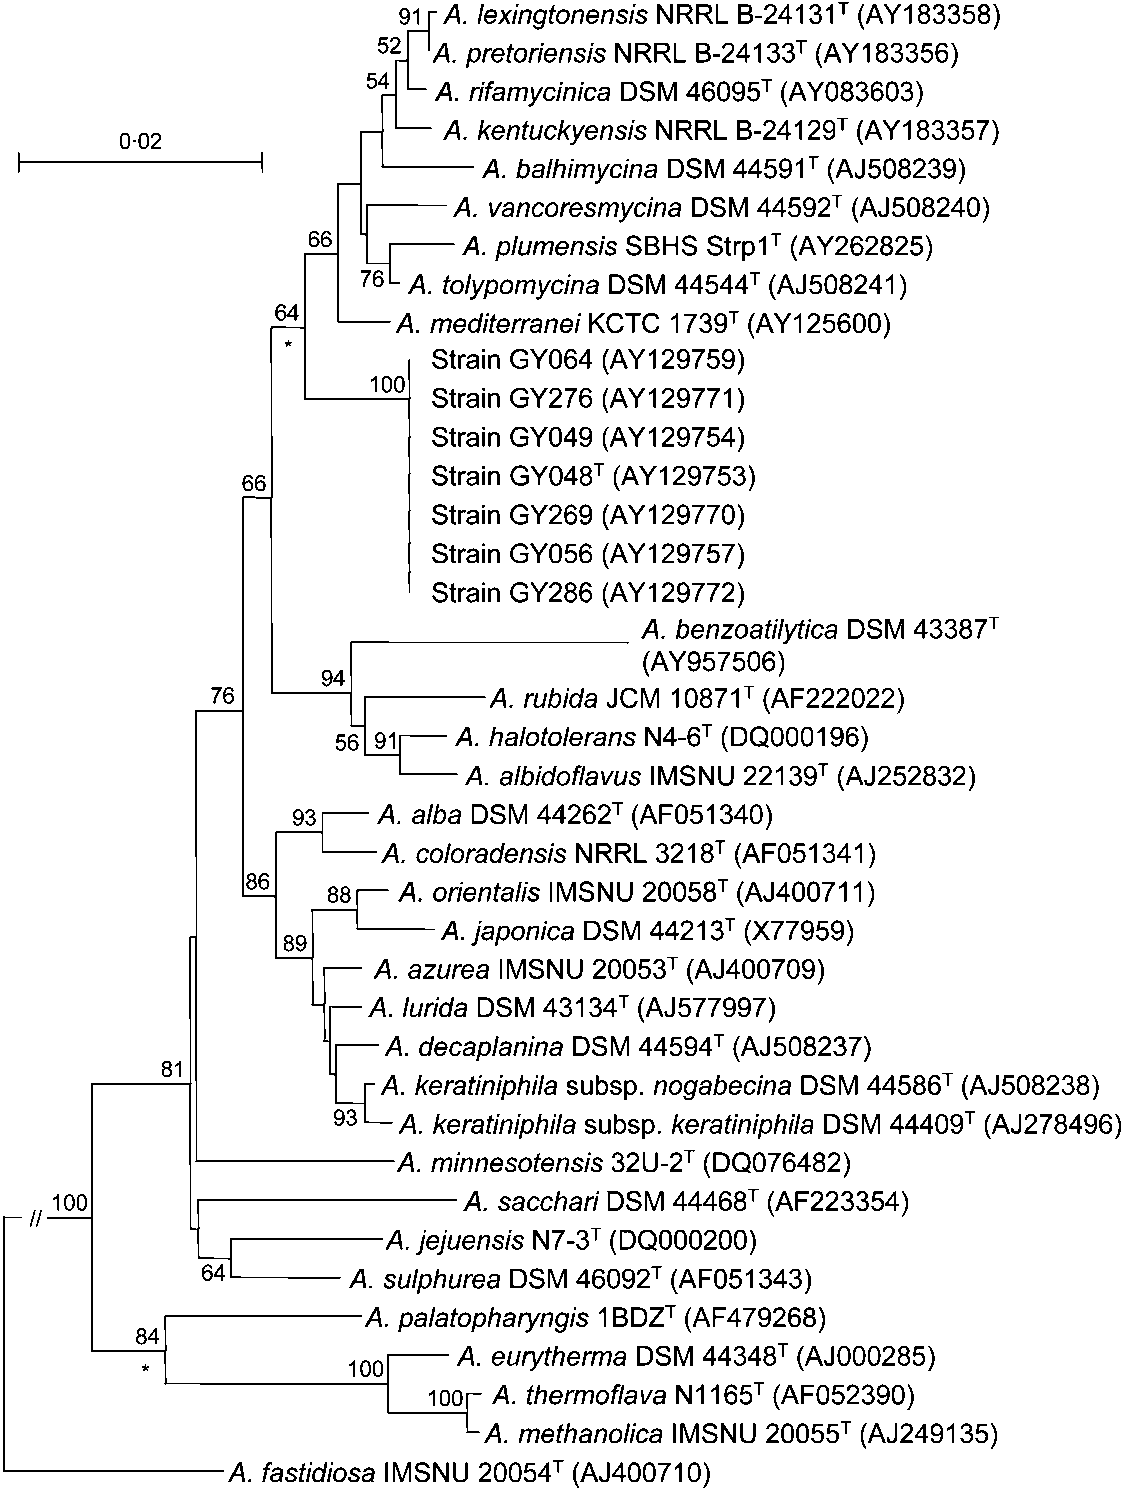 91 A. lexingtonensis NRRL B-24131ᵀ (AY183358)
52 A. pretoriensis NRRL B-24133ᵀ (AY183356)
54 A. rifamycinica DSM 46095ᵀ (AY083603)
A. kentuckyensis NRRL B-24129ᵀ (AY183357)
0·02
A. balhimycina DSM 44591ᵀ (AJ508239)
A. vancoresmycina DSM 44592ᵀ (AJ508240)
66 A. plumensis SBHS Strp1ᵀ (AY262825)
76 A. tolypomycina DSM 44544ᵀ (AJ508241)
64 A. mediterranei KCTC 1739ᵀ (AY125600)
*
Strain GY064 (AY129759)
100 Strain GY276 (AY129771)
Strain GY049 (AY129754)
Strain GY048ᵀ (AY129753)
66
Strain GY269 (AY129770)
Strain GY056 (AY129757)
Strain GY286 (AY129772)
A. benzoatilytica DSM 43387ᵀ
(AY957506)
94
76 A. rubida JCM 10871ᵀ (AF222022)
56 91 A. halotolerans N4-6ᵀ (DQ000196)
A. albidoflavus IMSNU 22139ᵀ (AJ252832)
93 A. alba DSM 44262ᵀ (AF051340)
A. coloradensis NRRL 3218ᵀ (AF051341)
86 88 A. orientalis IMSNU 20058ᵀ (AJ400711)
A. japonica DSM 44213ᵀ (X77959)
89
A. azurea IMSNU 20053ᵀ (AJ400709)
A. lurida DSM 43134ᵀ (AJ577997)
A. decaplanina DSM 44594ᵀ (AJ508237)
81 A. keratiniphila subsp. nogabecina DSM 44586ᵀ (AJ508238)
93 A. keratiniphila subsp. keratiniphila DSM 44409ᵀ (AJ278496)
A. minnesotensis 32U-2ᵀ (DQ076482)
// 100 A. sacchari DSM 44468ᵀ (AF223354)
A. jejuensis N7-3ᵀ (DQ000200)
64 A. sulphurea DSM 46092ᵀ (AF051343)
A. palatopharyngis 1BDZᵀ (AF479268)
84
*
100 A. eurytherma DSM 44348ᵀ (AJ000285)
100 A. thermoflava N1165ᵀ (AF052390)
A. methanolica IMSNU 20055ᵀ (AJ249135)
A. fastidiosa IMSNU 20054ᵀ (AJ400710)